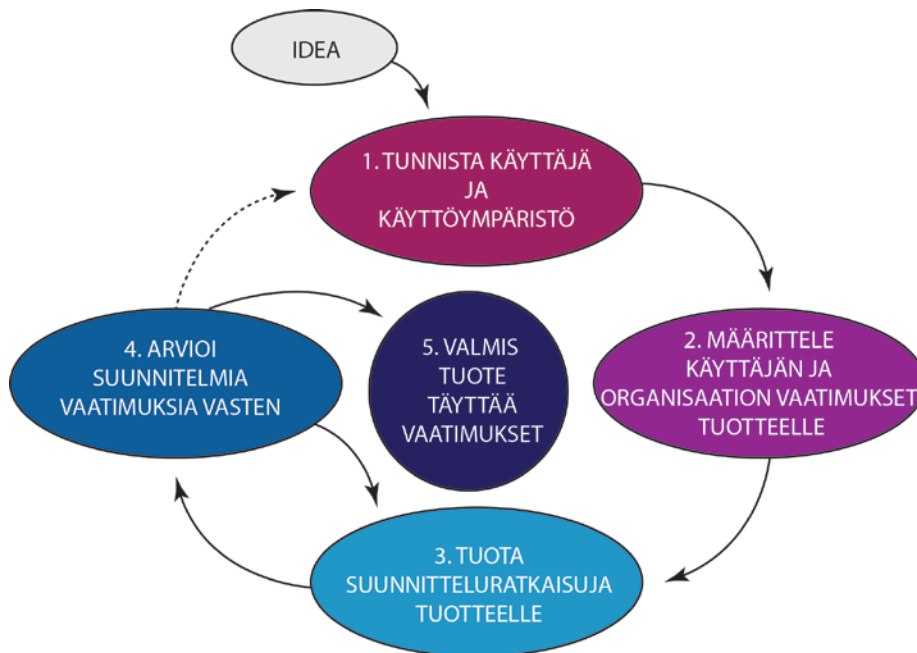 IDEA
1. TUNNISTA KÄYTTÄJÄ
JA
KÄYTTÖYMPÄRISTÖ
2. MÄÄRITTELE
KÄYTTÄJÄN JA
ORGANISAATION VAATIMUKSET
TUOTTEELLE
3. TUOTA
SUUNNITTELURATKAISUJA
TUOTTEELLE
4. ARVIOI
SUUNNITELMIA
VAATIMUKSIA VASTEN
5. VALMIS
TUOTE
TÄYTTÄÄ
VAATIMUKSET